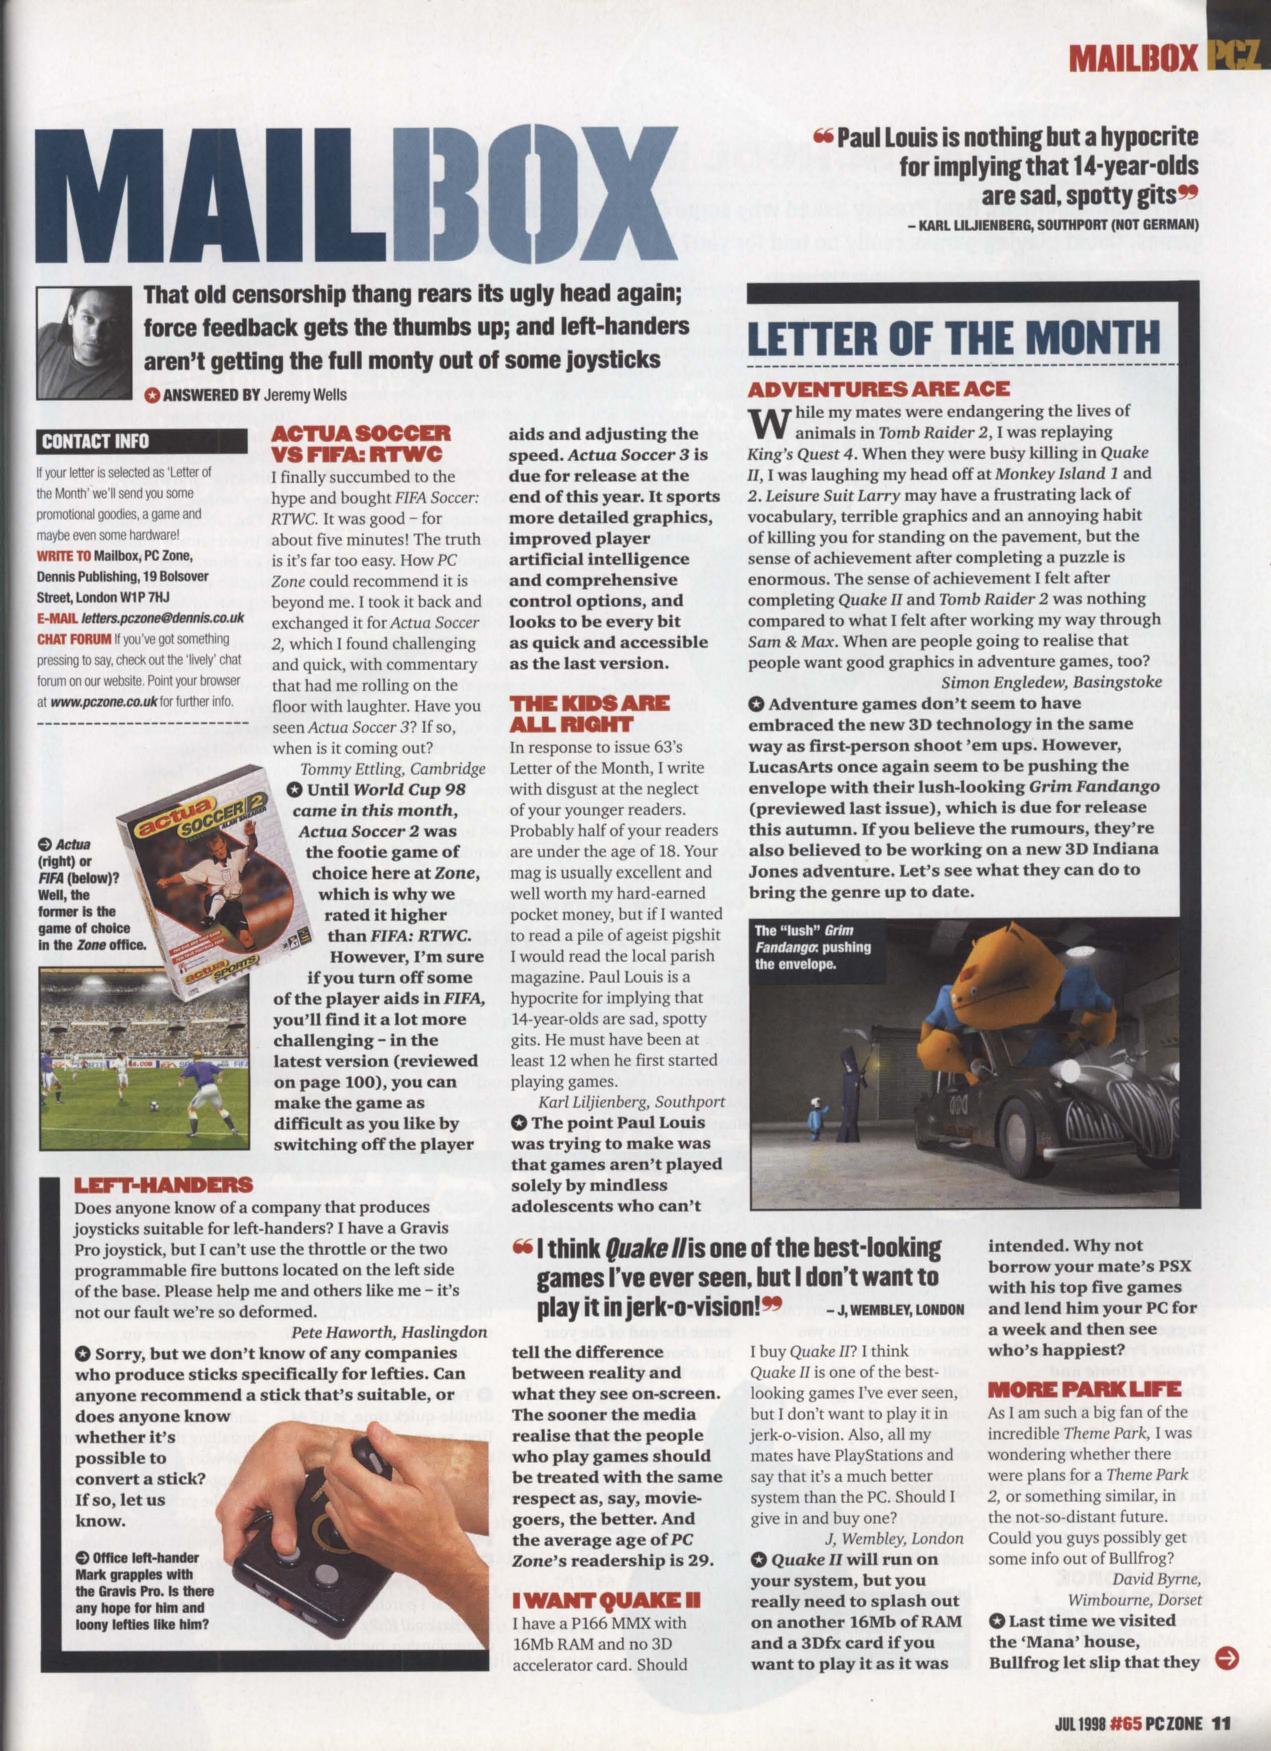 MAILBOX PCZ
MAILBOX
❝ Paul Louis is nothing but a hypocrite
for implying that 14-year-olds
are sad, spotty gits❞
– KARL LILJIENBERG, SOUTHPORT (NOT GERMAN)
That old censorship thang rears its ugly head again;
force feedback gets the thumbs up; and left-handers
aren't getting the full monty out of some joysticks
✪ ANSWERED BY Jeremy Wells
CONTACT INFO
If your letter is selected as 'Letter of
the Month' we'll send you some
promotional goodies, a game and
maybe even some hardware!
WRITE TO Mailbox, PC Zone,
Dennis Publishing, 19 Bolsover
Street, London W1P 7HJ
E-MAIL letters.pczone@dennis.co.uk
CHAT FORUM If you've got something
pressing to say, check out the 'lively' chat
forum on our website. Point your browser
at www.pczone.co.uk for further info.
ACTUA SOCCER
VS FIFA: RTWC
I finally succumbed to the
hype and bought FIFA Soccer:
RTWC. It was good – for
about five minutes! The truth
is it's far too easy. How PC
Zone could recommend it is
beyond me. I took it back and
exchanged it for Actua Soccer
2, which I found challenging
and quick, with commentary
that had me rolling on the
floor with laughter. Have you
seen Actua Soccer 3? If so,
when is it coming out?
Tommy Ettling, Cambridge
✪ Until World Cup 98
came in this month,
Actua Soccer 2 was
the footie game of
choice here at Zone,
which is why we
rated it higher
than FIFA: RTWC.
However, I'm sure
if you turn off some
of the player aids in FIFA,
you'll find it a lot more
challenging – in the
latest version (reviewed
on page 100), you can
make the game as
difficult as you like by
switching off the player
aids and adjusting the
speed. Actua Soccer 3 is
due for release at the
end of this year. It sports
more detailed graphics,
improved player
artificial intelligence
and comprehensive
control options, and
looks to be every bit
as quick and accessible
as the last version.
Actua
(right) or
FIFA (below)?
Well, the
former is the
game of choice
in the Zone office.
actua
SOCCER 2
actua
SPORTS
THE KIDS ARE
ALL RIGHT
In response to issue 63's
Letter of the Month, I write
with disgust at the neglect
of your younger readers.
Probably half of your readers
are under the age of 18. Your
mag is usually excellent and
well worth my hard-earned
pocket money, but if I wanted
to read a pile of ageist pigshit
I would read the local parish
magazine. Paul Louis is a
hypocrite for implying that
14-year-olds are sad, spotty
gits. He must have been at
least 12 when he first started
playing games.
Karl Liljienberg, Southport
✪ The point Paul Louis
was trying to make was
that games aren't played
solely by mindless
adolescents who can't
tell the difference
between reality and
what they see on-screen.
The sooner the media
realise that the people
who play games should
be treated with the same
respect as, say, movie-
goers, the better. And
the average age of PC
Zone's readership is 29.
LETTER OF THE MONTH
ADVENTURES ARE ACE
While my mates were endangering the lives of
animals in Tomb Raider 2, I was replaying
King's Quest 4. When they were busy killing in Quake
II, I was laughing my head off at Monkey Island 1 and
2. Leisure Suit Larry may have a frustrating lack of
vocabulary, terrible graphics and an annoying habit
of killing you for standing on the pavement, but the
sense of achievement after completing a puzzle is
enormous. The sense of achievement I felt after
completing Quake II and Tomb Raider 2 was nothing
compared to what I felt after working my way through
Sam & Max. When are people going to realise that
people want good graphics in adventure games, too?
Simon Engledew, Basingstoke
✪ Adventure games don't seem to have
embraced the new 3D technology in the same
way as first-person shoot 'em ups. However,
LucasArts once again seem to be pushing the
envelope with their lush-looking Grim Fandango
(previewed last issue), which is due for release
this autumn. If you believe the rumours, they're
also believed to be working on a new 3D Indiana
Jones adventure. Let's see what they can do to
bring the genre up to date.
The "lush" Grim
Fandango: pushing
the envelope.
LEFT-HANDERS
Does anyone know of a company that produces
joysticks suitable for left-handers? I have a Gravis
Pro joystick, but I can't use the throttle or the two
programmable fire buttons located on the left side
of the base. Please help me and others like me – it's
not our fault we're so deformed.
Pete Haworth, Haslingdon
✪ Sorry, but we don't know of any companies
who produce sticks specifically for lefties. Can
anyone recommend a stick that's suitable, or
does anyone know
whether it's
possible to
convert a stick?
If so, let us
know.
Office left-hander
Mark grapples with
the Gravis Pro. Is there
any hope for him and
loony lefties like him?
❝ I think Quake II is one of the best-looking
games I've ever seen, but I don't want to
play it in jerk-o-vision!❞ – J, WEMBLEY, LONDON
I WANT QUAKE II
I have a P166 MMX with
16Mb RAM and no 3D
accelerator card. Should
I buy Quake II? I think
Quake II is one of the best-
looking games I've ever seen,
but I don't want to play it in
jerk-o-vision. Also, all my
mates have PlayStations and
say that it's a much better
system than the PC. Should I
give in and buy one?
J, Wembley, London
✪ Quake II will run on
your system, but you
really need to splash out
on another 16Mb of RAM
and a 3Dfx card if you
want to play it as it was
intended. Why not
borrow your mate's PSX
with his top five games
and lend him your PC for
a week and then see
who's happiest?
MORE PARK LIFE
As I am such a big fan of the
incredible Theme Park, I was
wondering whether there
were plans for a Theme Park
2, or something similar, in
the not-so-distant future.
Could you guys possibly get
some info out of Bullfrog?
David Byrne,
Wimbourne, Dorset
✪ Last time we visited
the 'Mana' house,
Bullfrog let slip that they
JUL 1998 #65 PC ZONE 11